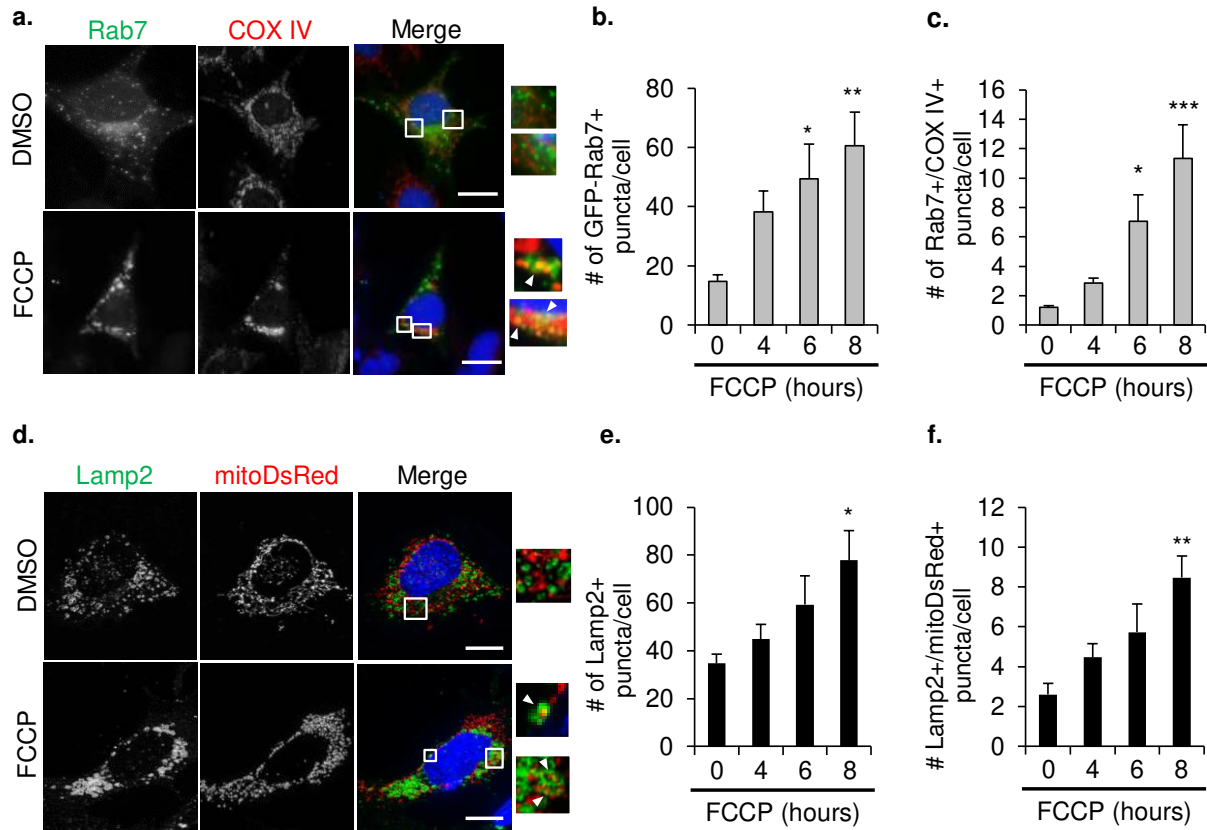 a.
Rab7 COX IV Merge
DMSO
FCCP
b.
# of GFP-Rab7+
puncta/cell
80
60
40
20
0
* **
0 4 6 8
FCCP (hours)
c.
# of Rab7+/COX IV+
puncta/cell
16
14
12
10
8
6
4
2
0
* ***
0 4 6 8
FCCP (hours)
d.
Lamp2 mitoDsRed Merge
DMSO
FCCP
e.
# of Lamp2+
puncta/cell
100
80
60
40
20
0
*
0 4 6 8
FCCP (hours)
f.
# Lamp2+/mitoDsRed+
puncta/cell
12
10
8
6
4
2
0
**
0 4 6 8
FCCP (hours)